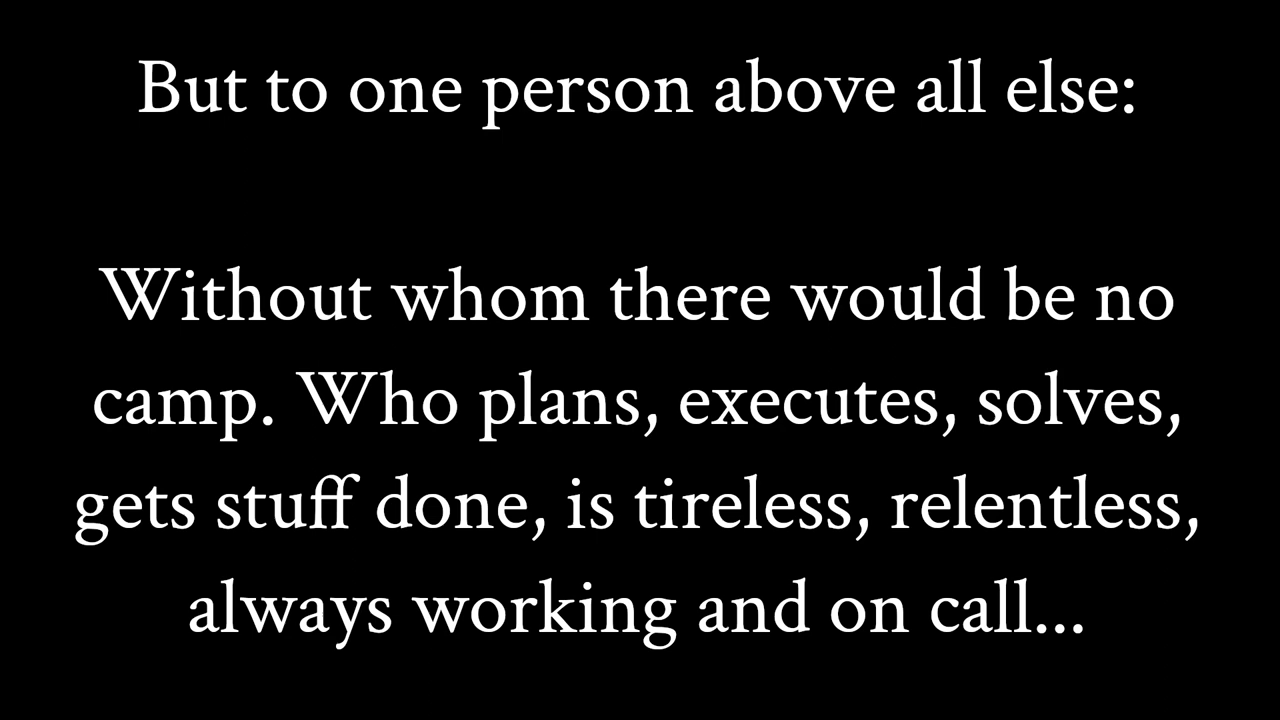 But to one person above all else:
Without whom there would be no
camp. Who plans, executes, solves,
gets stuff done, is tireless, relentless,
always working and on call...